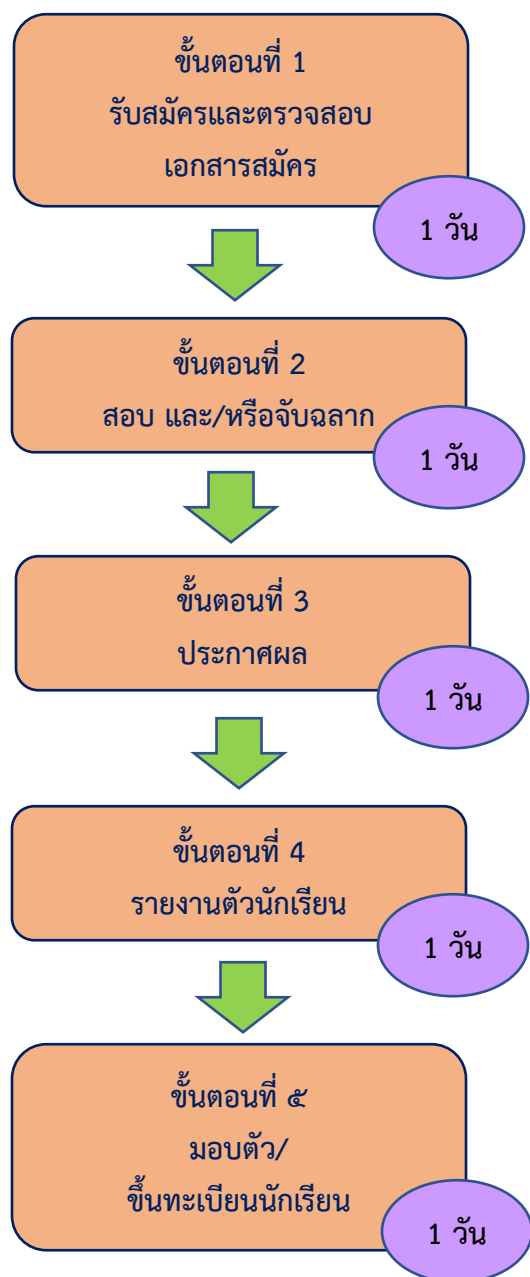 ขั้นตอนที่ 1
รับสมัครและตรวจสอบ
เอกสารสมัคร
1 วัน
ขั้นตอนที่ 2
สอบ และ/หรือจับฉลาก
1 วัน
ขั้นตอนที่ 3
ประกาศผล
1 วัน
ขั้นตอนที่ 4
รายงานตัวนักเรียน
1 วัน
ขั้นตอนที่ ๕
มอบตัว/
ขึ้นทะเบียนนักเรียน
1 วัน